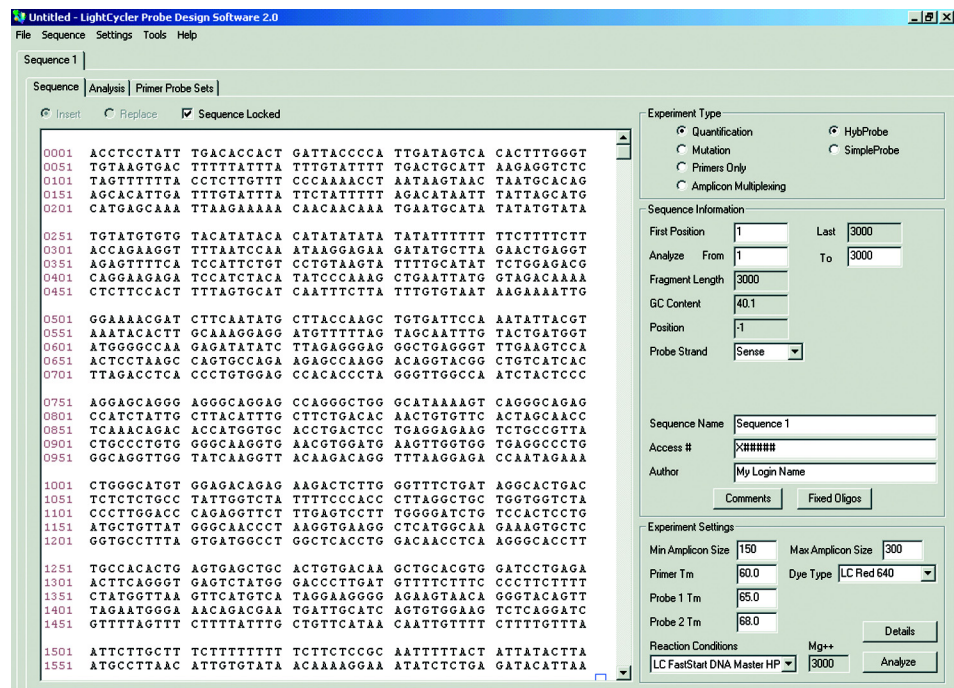 Untitled - LightCycler Probe Design Software 2.0
File Sequence Settings Tools Help
Sequence 1
Sequence Analysis Primer Probe Sets
Insert Replace Sequence Locked
0001 ACCTCCTATT TGACACCACT GATTACCCCA TTGATAGTCA CACTTTGGGT
0051 TGTAAGTGAC TTTTTATTTA TTTGTATTTT TGACTGCATT AAGAGGTCTC
0101 TAGTTTTTTA CCTCTTGTTT CCCAAAACCT AATAAGTAAC TAATGCACAG
0151 AGCACATTGA TTTGTATTTA TTCTATTTTT AGACATAATT TATTAGCATG
0201 CATGAGCAAA TTAAGAAAAA CAACAACAAA TGAATGCATA TATATGTATA
0251 TGTATGTGTG TACATATACA CATATATATA TATATTTTTT TTCTTTTCTT
0301 ACCAGAAGGT TTTAATCCAA ATAAGGAGAA GATATGCTTA GAACTGAGGT
0351 AGAGTTTTCA TCCATTCTGT CCTGTAAGTA TTTTGCATAT TCTGGAGACG
0401 CAGGAAGAGA TCCATCTACA TATCCCAAAG CTGAATTATG GTAGACAAAA
0451 CTCTTCCACT TTTAGTGCAT CAATTTCTTA TTTGTGTAAT AAGAAAATTG
0501 GGAAAACGAT CTTCAATATG CTTACCAAGC TGTGATTCCA AATATTACGT
0551 AAATACACTT GCAAAGGAGG ATGTTTTTAG TAGCAATTTG TACTGATGGT
0601 ATGGGGCCAA GAGATATATC TTAGAGGGAG GGCTGAGGGT TTGAAGTCCA
0651 ACTCCTAAGC CAGTGCCAGA AGAGCCAAGG ACAGGTACGG CTGTCATCAC
0701 TTAGACCTCA CCCTGTGGAG CCACACCCTA GGGTTGGCCA ATCTACTCCC
0751 AGGAGCAGGG AGGGCAGGAG CCAGGGCTGG GCATAAAAGT CAGGGCAGAG
0801 CCATCTATTG CTTACATTTG CTTCTGACAC AACTGTGTTC ACTAGCAACC
0851 TCAAACAGAC ACCATGGTGC ACCTGACTCC TGAGGAGAAG TCTGCCGTTA
0901 CTGCCCTGTG GGGCAAGGTG AACGTGGATG AAGTTGGTGG TGAGGCCCTG
0951 GGCAGGTTGG TATCAAGGTT ACAAGACAGG TTTAAGGAGA CCAATAGAAA
1001 CTGGGCATGT GGAGACAGAG AAGACTCTTG GGTTTCTGAT AGGCACTGAC
1051 TCTCTCTGCC TATTGGTCTA TTTTCCCACC CTTAGGCTGC TGGTGGTCTA
1101 CCCTTGGACC CAGAGGTTCT TTGAGTCCTT TGGGGATCTG TCCACTCCTG
1151 ATGCTGTTAT GGGCAACCCT AAGGTGAAGG CTCATGGCAA GAAAGTGCTC
1201 GGTGCCTTTA GTGATGGCCT GGCTCACCTG GACAACCTCA AGGGCACCTT
1251 TGCCACACTG AGTGAGCTGC ACTGTGACAA GCTGCACGTG GATCCTGAGA
1301 ACTTCAGGGT GAGTCTATGG GACCCTTGAT GTTTTCTTTC CCCTTCTTTT
1351 CTATGGTTAA GTTCATGTCA TAGGAAGGGG AGAAGTAACA GGGTACAGTT
1401 TAGAATGGGA AACAGACGAA TGATTGCATC AGTGTGGAAG TCTCAGGATC
1451 GTTTTAGTTT CTTTTATTTG CTGTTCATAA CAATTGTTTT CTTTTGTTTA
1501 ATTCTTGCTT TCTTTTTTTT TCTTCTCCGC AATTTTTACT ATTATACTTA
1551 ATGCCTTAAC ATTGTGTATA ACAAAAGGAA ATATCTCTGA GATACATTAA
Experiment Type
Quantification HybProbe
Mutation SimpleProbe
Primers Only
Amplicon Multiplexing
Sequence Information
First Position 1 Last 3000
Analyze From 1 To 3000
Fragment Length 3000
GC Content 40.1
Position -1
Probe Strand Sense
Sequence Name Sequence 1
Access # X#####
Author My Login Name
Comments Fixed Oligos
Experiment Settings
Min Amplicon Size 150 Max Amplicon Size 300
Primer Tm 60.0 Dye Type LC Red 640
Probe 1 Tm 65.0
Probe 2 Tm 68.0
Details
Reaction Conditions Mg++
LC FastStart DNA Master HP 3000 Analyze